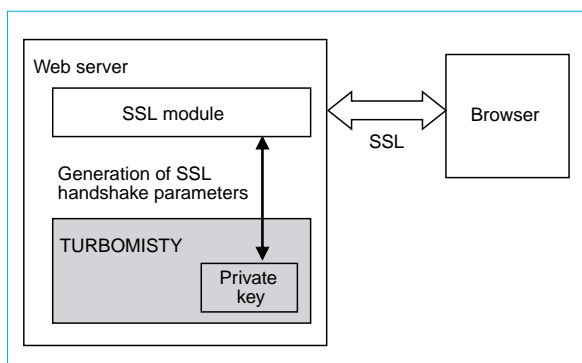 Web server
SSL module
Generation of SSL
handshake parameters
TURBOMISTY
Private
key
SSL
Browser